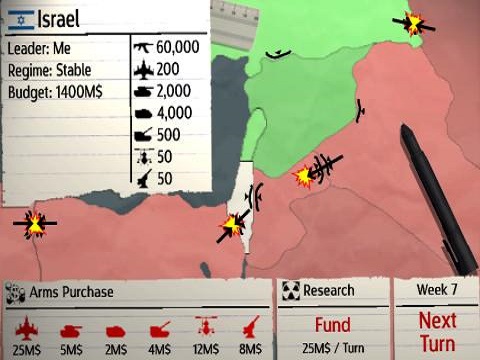 Israel
Leader: Me
Regime: Stable
Budget: 1400M$
60,000
200
2,000
4,000
500
50
50
Arms Purchase
25M$ 5M$ 2M$ 4M$ 12M$ 8M$
Research
Fund
25M$ / Turn
Week 7
Next
Turn